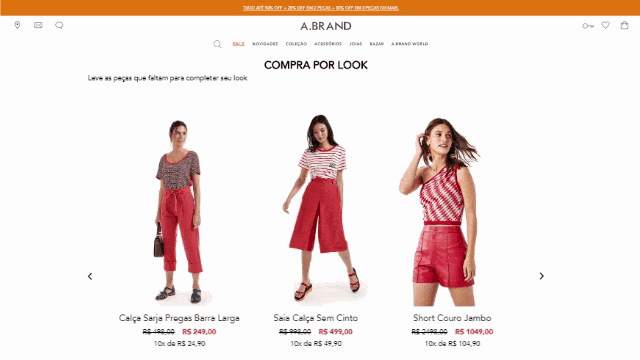 TUDO ATÉ 50% OFF + 20% OFF EM 2 PEÇAS + 30% OFF EM 3 PEÇAS OU MAIS.
A.BRAND
SALE NOVIDADES COLEÇÃO ACESSÓRIOS JOIAS BAZAR A.BRAND WORLD
COMPRA POR LOOK
Leve as peças que faltam para completar seu look
Calça Sarja Pregas Barra Larga
R$ 498,00 R$ 249,00
10x de R$ 24,90
Saia Calça Sem Cinto
R$ 998,00 R$ 499,00
10x de R$ 49,90
Short Couro Jambo
R$ 2498,00 R$ 1049,00
10x de R$ 104,90